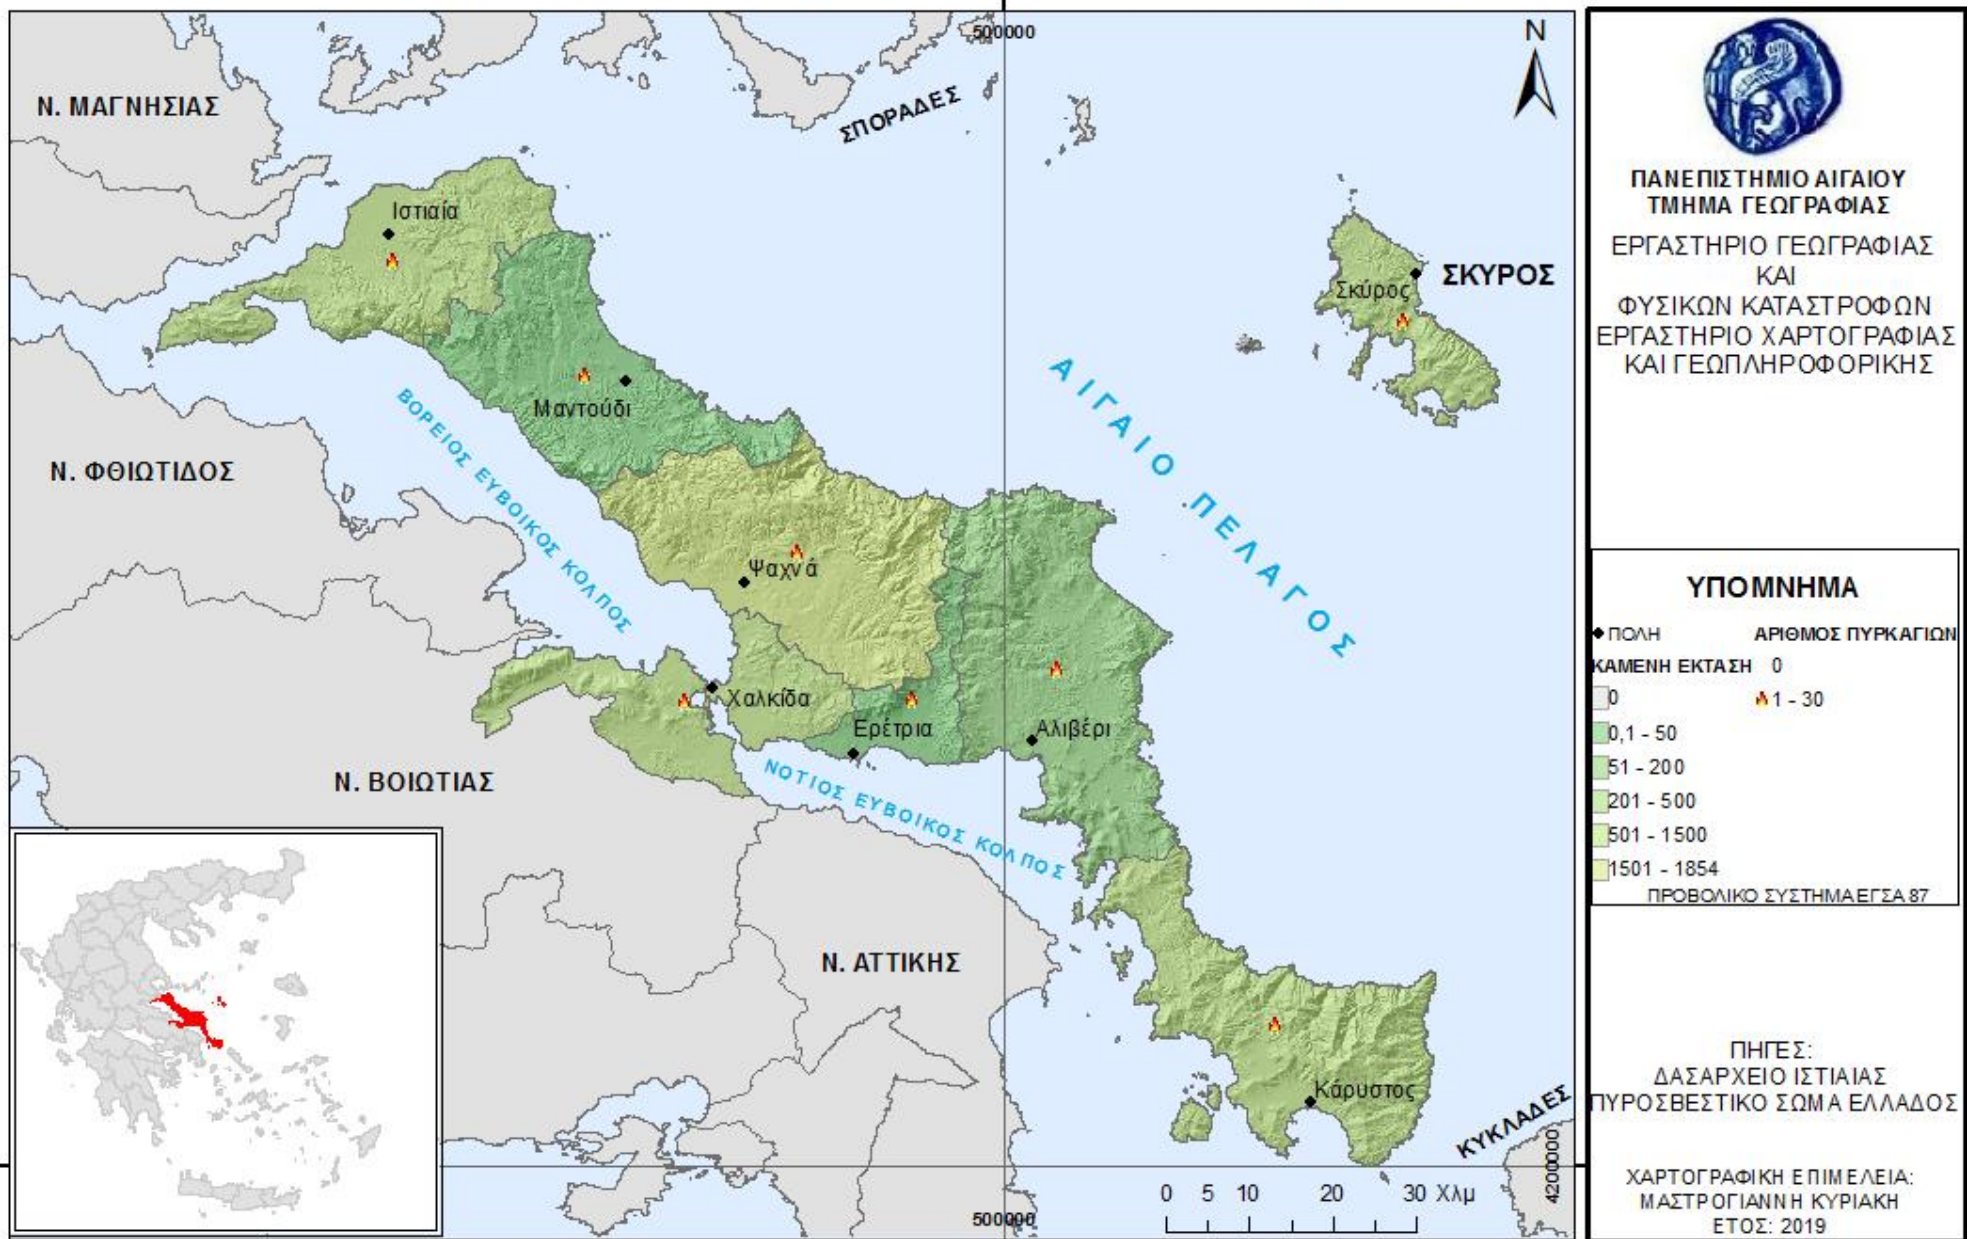 500000
N
Ν. ΜΑΓΝΗΣΙΑΣ
ΣΠΟΡΑΔΕΣ
Ιστιαία
ΣΚΥΡΟΣ
Σκύρος
Μαντούδι
ΒΟΡΕΙΟΣ ΕΥΒΟΙΚΟΣ ΚΟΛΠΟΣ
ΑΙΓΑΙΟ ΠΕΛΑΓΟΣ
Ν. ΦΘΙΩΤΙΔΟΣ
Ψαχνά
Χαλκίδα
Ερέτρια
Αλιβέρι
Ν. ΒΟΙΩΤΙΑΣ
ΝΟΤΙΟΣ ΕΥΒΟΙΚΟΣ ΚΟΛΠΟΣ
Ν. ΑΤΤΙΚΗΣ
Κάρυστος
ΚΥΚΛΑΔΕΣ
4200000
0 5 10 20 30 Χλμ
500000
ΠΑΝΕΠΙΣΤΗΜΙΟ ΑΙΓΑΙΟΥ
ΤΜΗΜΑ ΓΕΩΓΡΑΦΙΑΣ
ΕΡΓΑΣΤΗΡΙΟ ΓΕΩΓΡΑΦΙΑΣ
ΚΑΙ
ΦΥΣΙΚΩΝ ΚΑΤΑΣΤΡΟΦΩΝ
ΕΡΓΑΣΤΗΡΙΟ ΧΑΡΤΟΓΡΑΦΙΑΣ
ΚΑΙ ΓΕΩΠΛΗΡΟΦΟΡΙΚΗΣ
ΥΠΟΜΝΗΜΑ
ΠΟΛΗ ΑΡΙΘΜΟΣ ΠΥΡΚΑΓΙΩΝ
ΚΑΜΕΝΗ ΕΚΤΑΣΗ 0
0 1 - 30
0,1 - 50
51 - 200
201 - 500
501 - 1500
1501 - 1854
ΠΡΟΒΟΛΙΚΟ ΣΥΣΤΗΜΑ ΕΓΣΑ 87
ΠΗΓΕΣ:
ΔΑΣΑΡΧΕΙΟ ΙΣΤΙΑΙΑΣ
ΠΥΡΟΣΒΕΣΤΙΚΟ ΣΩΜΑ ΕΛΛΑΔΟΣ
ΧΑΡΤΟΓΡΑΦΙΚΗ ΕΠΙΜΕΛΕΙΑ:
ΜΑΣΤΡΟΓΙΑΝΝΗ ΚΥΡΙΑΚΗ
ΕΤΟΣ: 2019